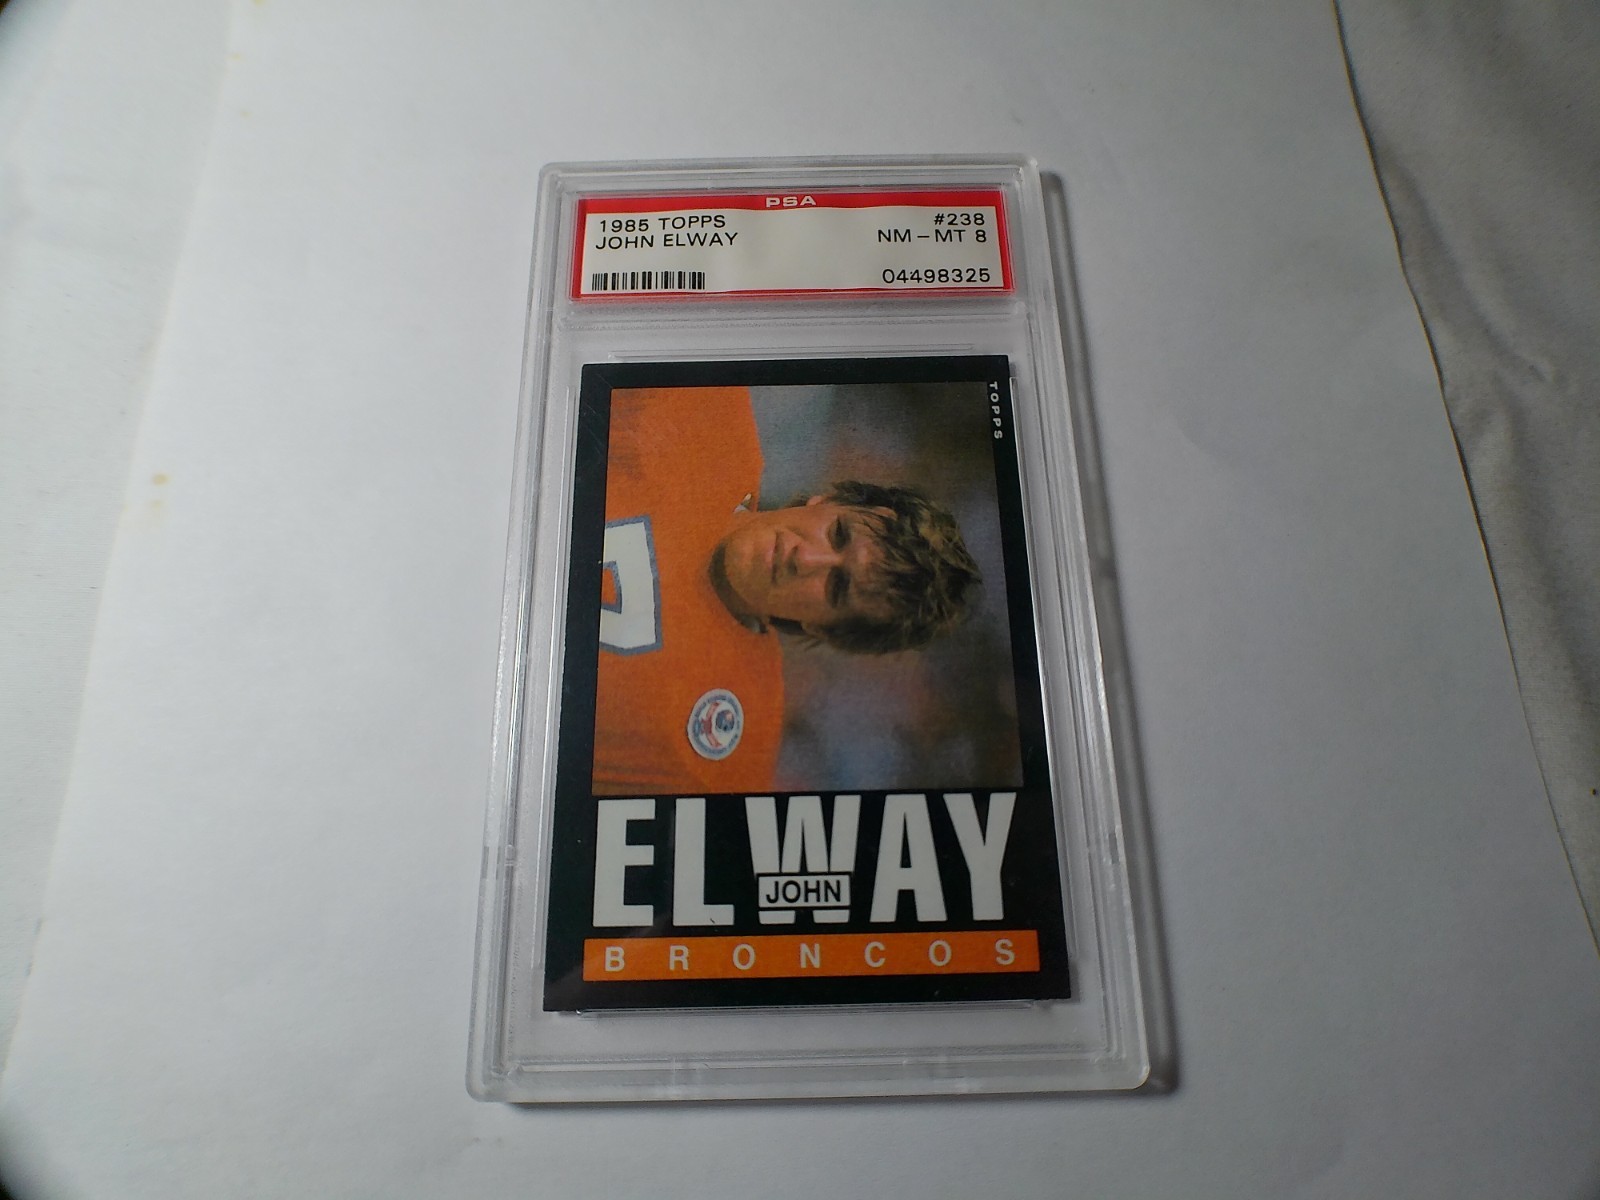 PSA
1985 TOPPS #238
JOHN ELWAY NM - MT 8
04498325
TOPPS
ELWAY
JOHN
BRONCOS